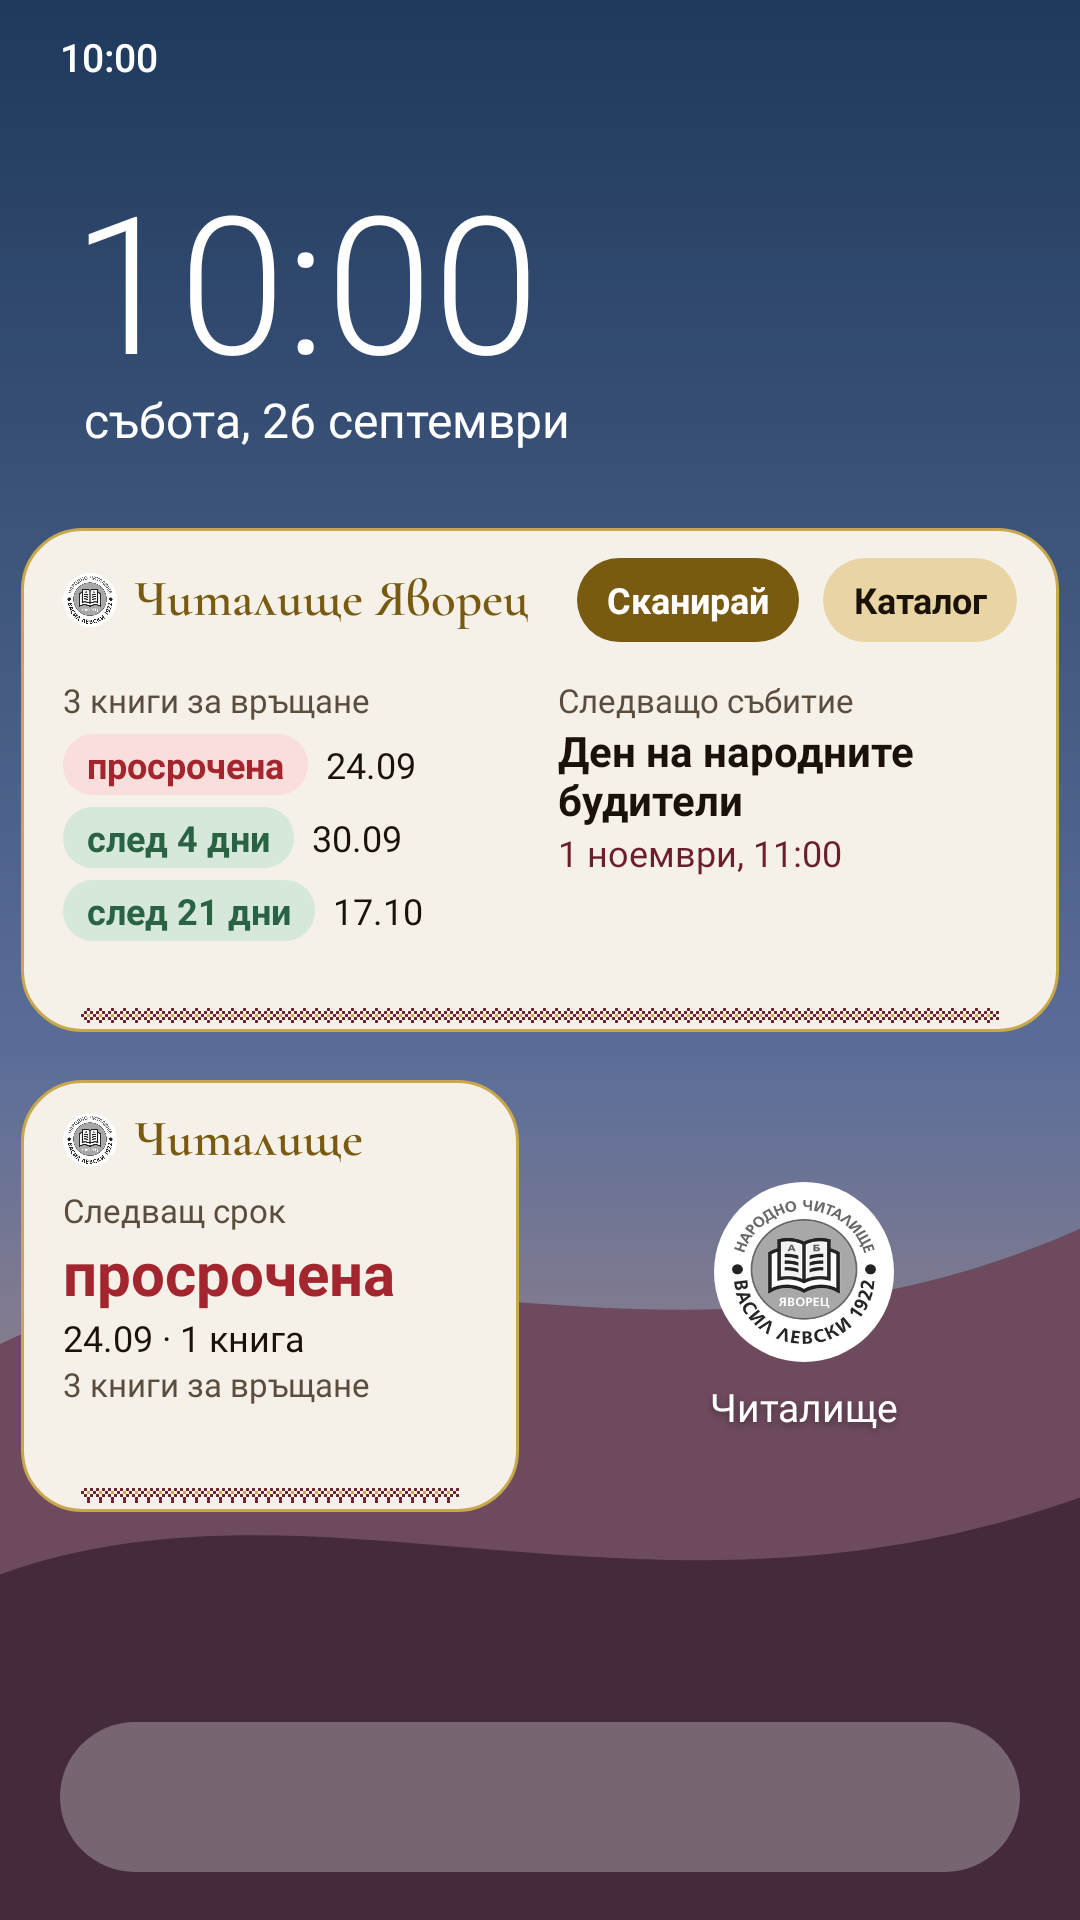 10:00
10:00
събота, 26 септември
Читалище Яворец
Сканирай
Каталог
3 книги за връщане
просрочена 24.09
след 4 дни 30.09
след 21 дни 17.10
Следващо събитие
Ден на народните
будители
1 ноември, 11:00
Читалище
Следващ срок
просрочена
24.09 · 1 книга
3 книги за връщане
НАРОДНО ЧИТАЛИЩЕ
А Б
ЯВОРЕЦ
ВАСИЛ ЛЕВСКИ 1922
Читалище